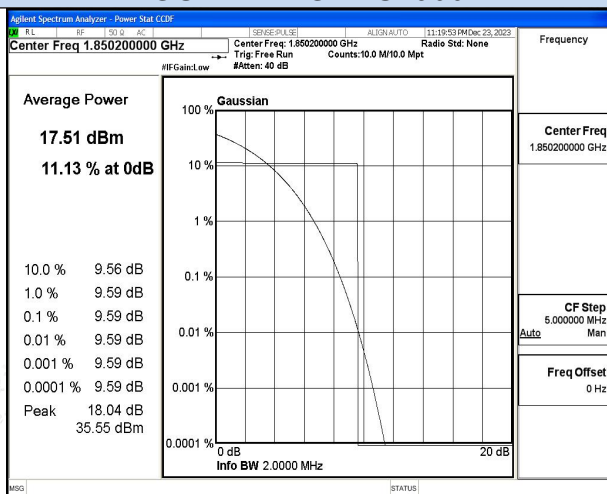 Agilent Spectrum Analyzer - Power Stat CCDF
RL RF 50 Ω AC SENSE:PULSE ALIGN AUTO 11:19:53 PM Dec 23, 2023
Center Freq 1.850200000 GHz
Center Freq: 1.850200000 GHz Radio Std: None
Trig: Free Run Counts:10.0 M/10.0 Mpt
#IFGain:Low #Atten: 40 dB
Frequency
Average Power
17.51 dBm
11.13 % at 0dB
10.0 % 9.56 dB
1.0 % 9.59 dB
0.1 % 9.59 dB
0.01 % 9.59 dB
0.001 % 9.59 dB
0.0001 % 9.59 dB
Peak 18.04 dB
35.55 dBm
Gaussian
100 %
10 %
1 %
0.1 %
0.01 %
0.001 %
0.0001 %
0 dB 20 dB
Info BW 2.0000 MHz
Center Freq
1.850200000 GHz
CF Step
5.000000 MHz
Auto Man
Freq Offset
0 Hz
MSG STATUS